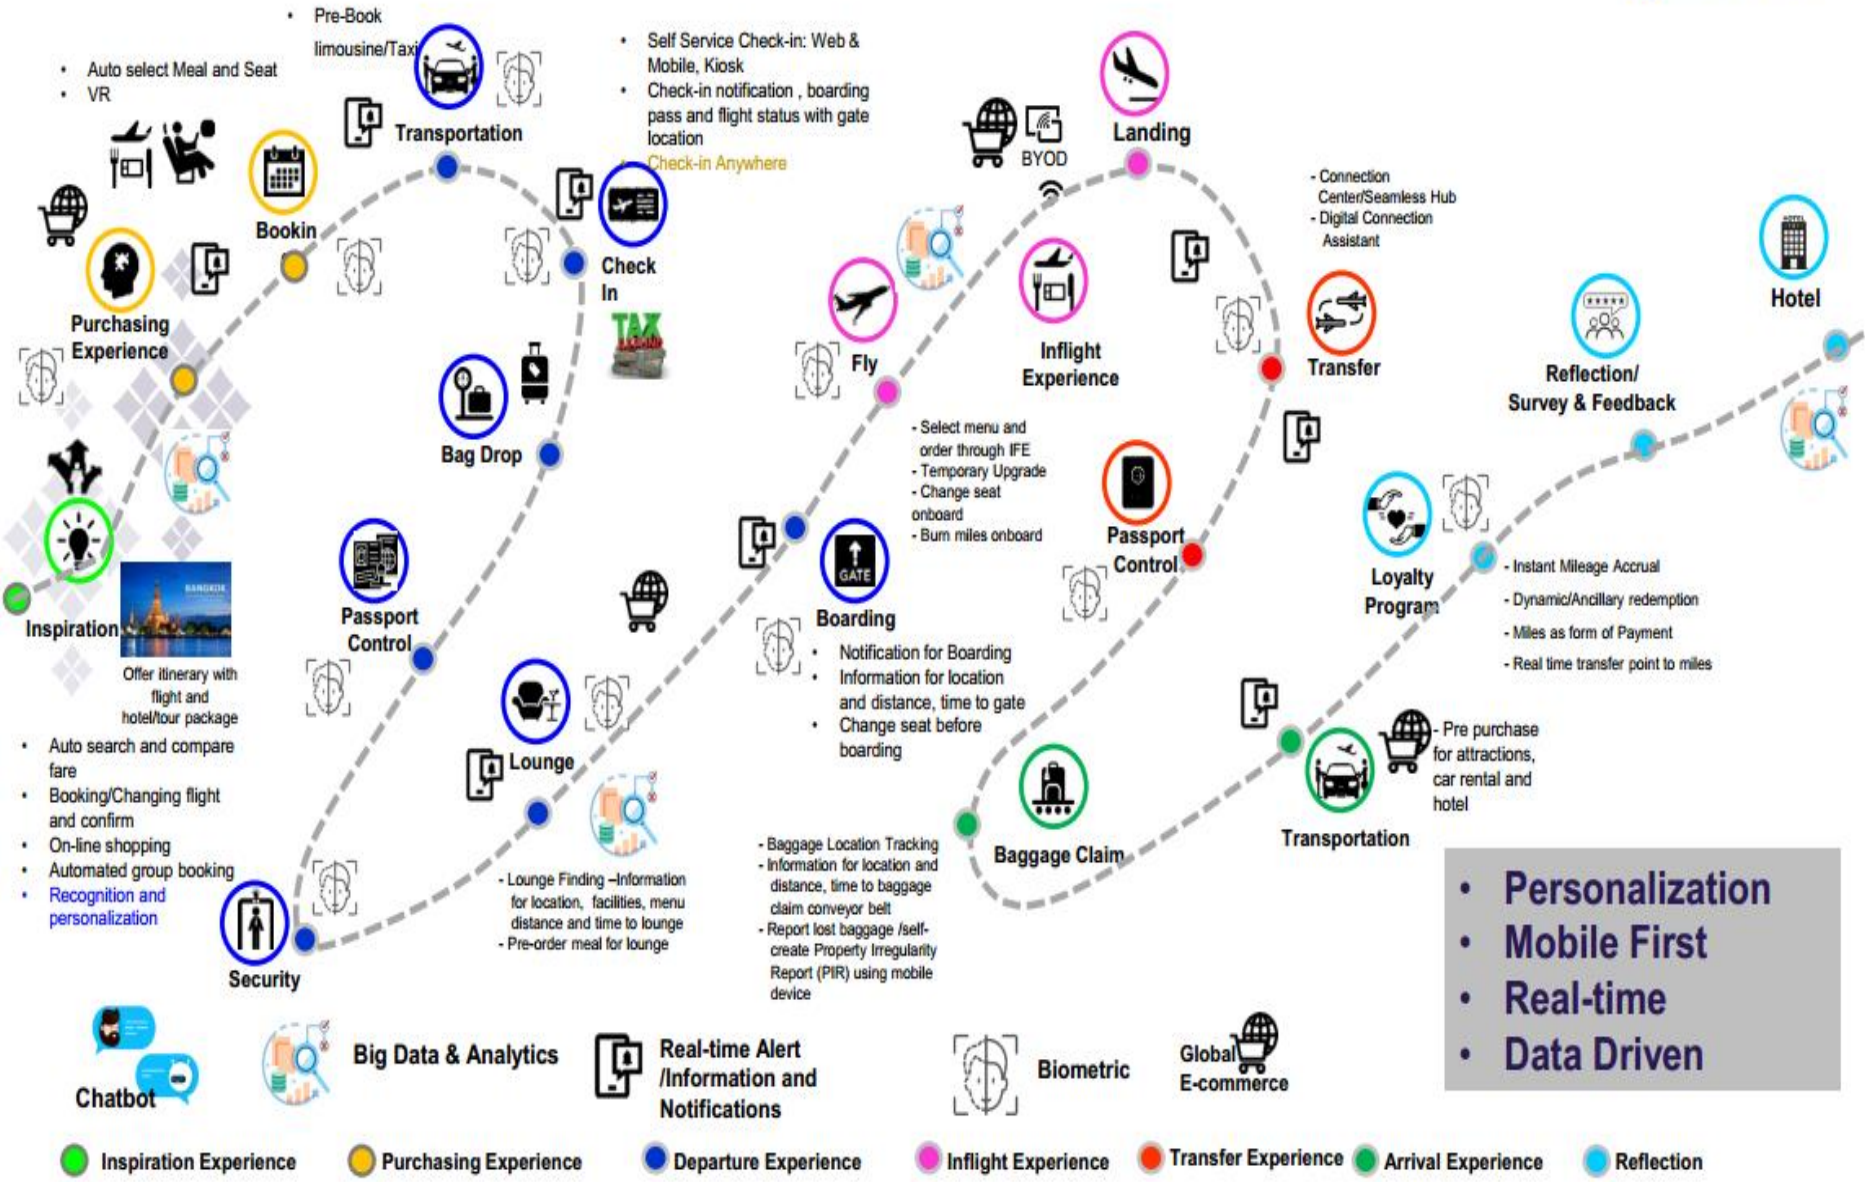 • Pre-Book
limousine/Taxi
• Auto select Meal and Seat
• VR
Transportation
• Self Service Check-in: Web &
Mobile, Kiosk
• Check-in notification , boarding
pass and flight status with gate
location
• Check-in Anywhere
BYOD
Landing
- Connection
Center/Seamless Hub
- Digital Connection
Assistant
Bookin
Check
In
TAX
Purchasing
Experience
Fly
Inflight
Experience
Transfer
HOTEL
Hotel
Reflection/
Survey & Feedback
Bag Drop
- Select menu and
order through IFE
- Temporary Upgrade
- Change seat
onboard
- Burn miles onboard
Passport
Control
Inspiration
BANGKOK
Offer itinerary with
flight and
hotel/tour package
Passport
Control
GATE
Boarding
• Notification for Boarding
• Information for location
and distance, time to gate
• Change seat before
boarding
Loyalty
Program
- Instant Mileage Accrual
- Dynamic/Ancillary redemption
- Miles as form of Payment
- Real time transfer point to miles
• Auto search and compare
fare
• Booking/Changing flight
and confirm
• On-line shopping
• Automated group booking
• Recognition and
personalization
Lounge
- Lounge Finding –Information
for location, facilities, menu
distance and time to lounge
- Pre-order meal for lounge
Security
- Baggage Location Tracking
- Information for location and
distance, time to baggage
claim conveyor belt
- Report lost baggage /self-
create Property Irregularity
Report (PIR) using mobile
device
Baggage Claim
Transportation
- Pre purchase
for attractions,
car rental and
hotel
• Personalization
• Mobile First
• Real-time
• Data Driven
Chatbot
Big Data & Analytics
Real-time Alert
/Information and
Notifications
Biometric
Global
E-commerce
Inspiration Experience
Purchasing Experience
Departure Experience
Inflight Experience
Transfer Experience
Arrival Experience
Reflection